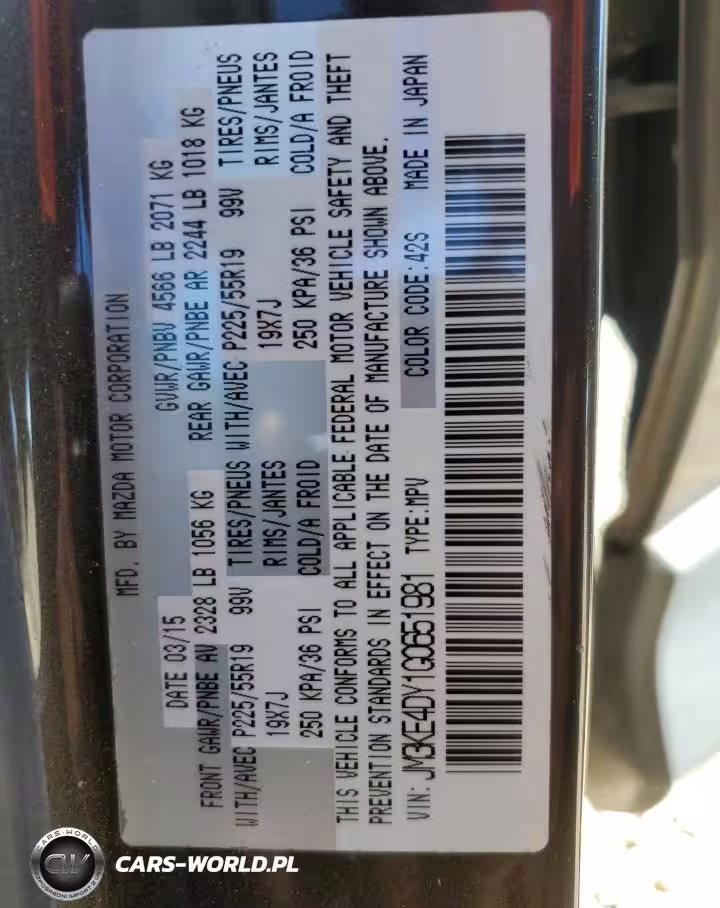 MFD. BY MAZDA MOTOR CORPORATION
DATE 03/15 GVWR/PNBV 4566 LB 2071 KG
FRONT GAWR/PNBE AV 2328 LB 1056 KG REAR GAWR/PNBE AR 2244 LB 1018 KG
WITH/AVEC P225/55R19 99V TIRES/PNEUS WITH/AVEC P225/55R19 99V TIRES/PNEUS
19X7J RIMS/JANTES 19X7J RIMS/JANTES
250 KPA/36 PSI COLD/A FROID 250 KPA/36 PSI COLD/A FROID
THIS VEHICLE CONFORMS TO ALL APPLICABLE FEDERAL MOTOR VEHICLE SAFETY AND THEFT
PREVENTION STANDARDS IN EFFECT ON THE DATE OF MANUFACTURE SHOWN ABOVE.
VIN: JM3KE4DY1G0651981 TYPE:MPV COLOR CODE:42S MADE IN JAPAN
CARS-WORLD
CW
CARS-WORLD.PL